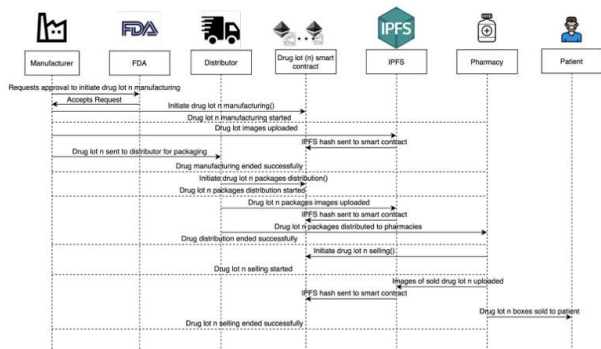 FDA
IPFS
Manufacturer
FDA
Distributor
Drug lot (n) smart
contract
IPFS
Pharmacy
Patient
Requests approval to initiate drug lot n manufacturing
Accepts Request
Initiate drug lot n manufacturing()
Drug lot n manufacturing started
Drug lot images uploaded
IPFS hash sent to smart contract
Drug lot n sent to distributor for packaging
Drug manufacturing ended successfully
Initiate drug lot n packages distribution()
Drug lot n packages distribution started
Drug lot n packages images uploaded
IPFS hash sent to smart contract
Drug lot n packages distributed to pharmacies
Drug distribution ended successfully
Initiate drug lot n selling()
Drug lot n selling started
Images of sold drug lot n uploaded
IPFS hash sent to smart contract
Drug lot n boxes sold to patient
Drug lot n selling ended successfully